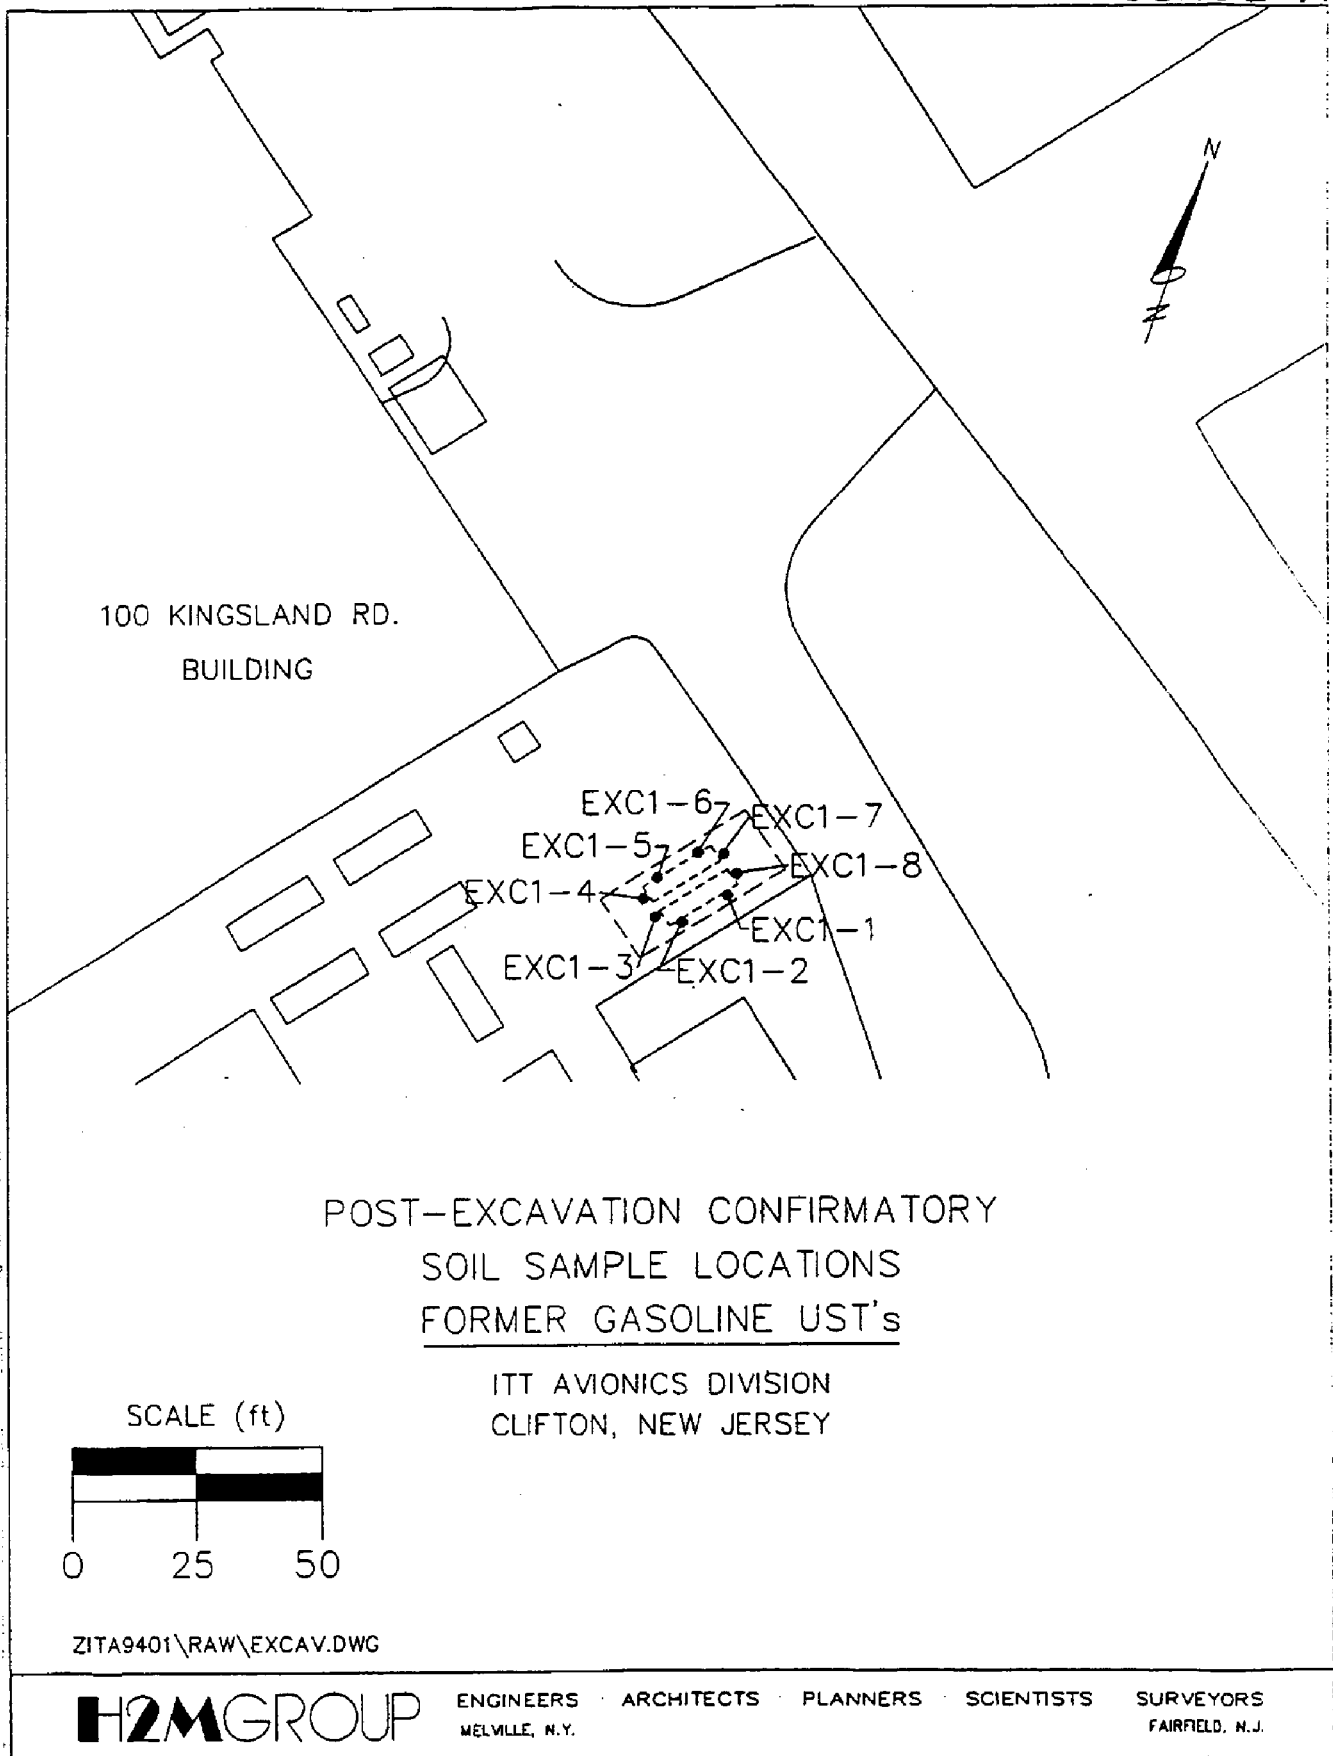 N
100 KINGSLAND RD.
BUILDING
EXC1-6
EXC1-7
EXC1-5
EXC1-8
EXC1-4
EXC1-1
EXC1-3
EXC1-2
POST-EXCAVATION CONFIRMATORY
SOIL SAMPLE LOCATIONS
FORMER GASOLINE UST's
ITT AVIONICS DIVISION
CLIFTON, NEW JERSEY
SCALE (ft)
0 25 50
ZITA9401\RAW\EXCAV.DWG
H2MGROUP ENGINEERS · ARCHITECTS · PLANNERS · SCIENTISTS SURVEYORS
MELVILLE, N.Y. FAIRFIELD, N.J.